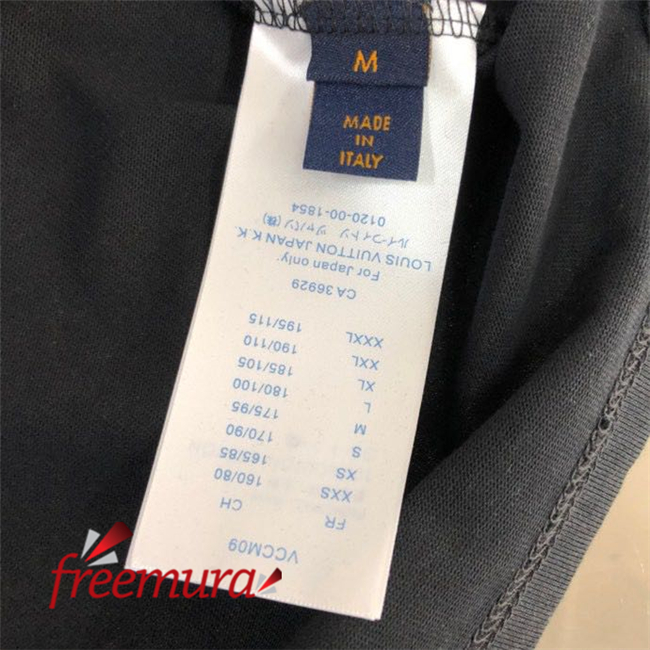 M
MADE
IN
ITALY
VCCM09
FR CH
XXS 160/80
XS 165/85
S 170/90
M 175/95
L 180/100
XL 185/105
XXL 190/110
XXXL 195/115
CA 36929
For Japan only.
LOUIS VUITTON JAPAN K.K.
ルイ・ヴィトン ジャパン(株)
0120-00-1854
freemura